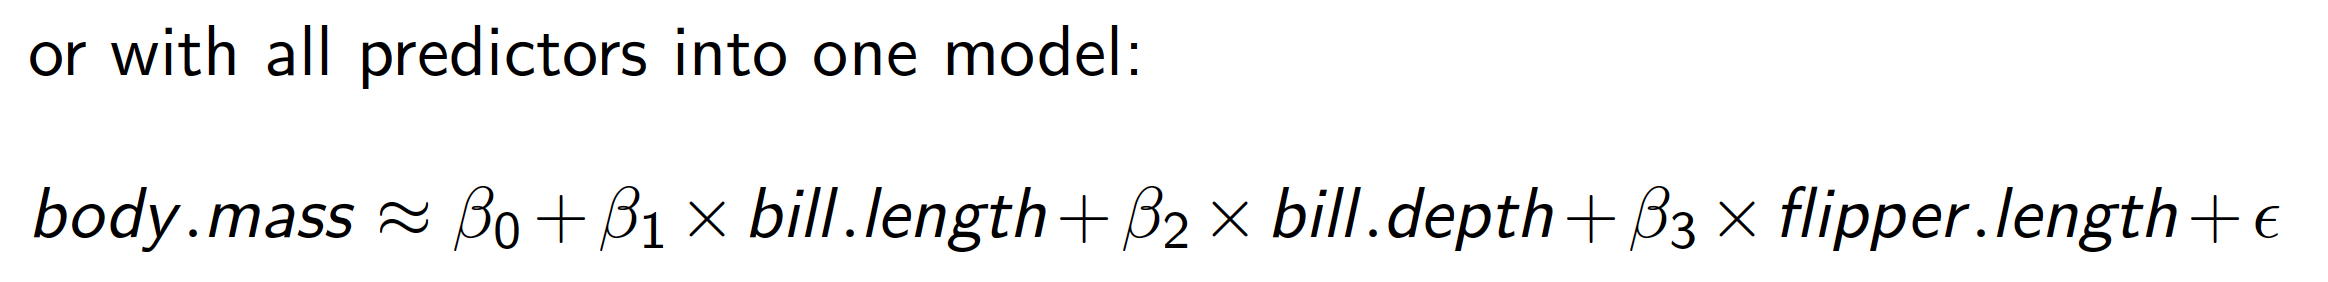 or with all predictors into one model:
body.mass ≈ β₀ + β₁ × bill.length + β₂ × bill.depth + β₃ × flipper.length + ϵ